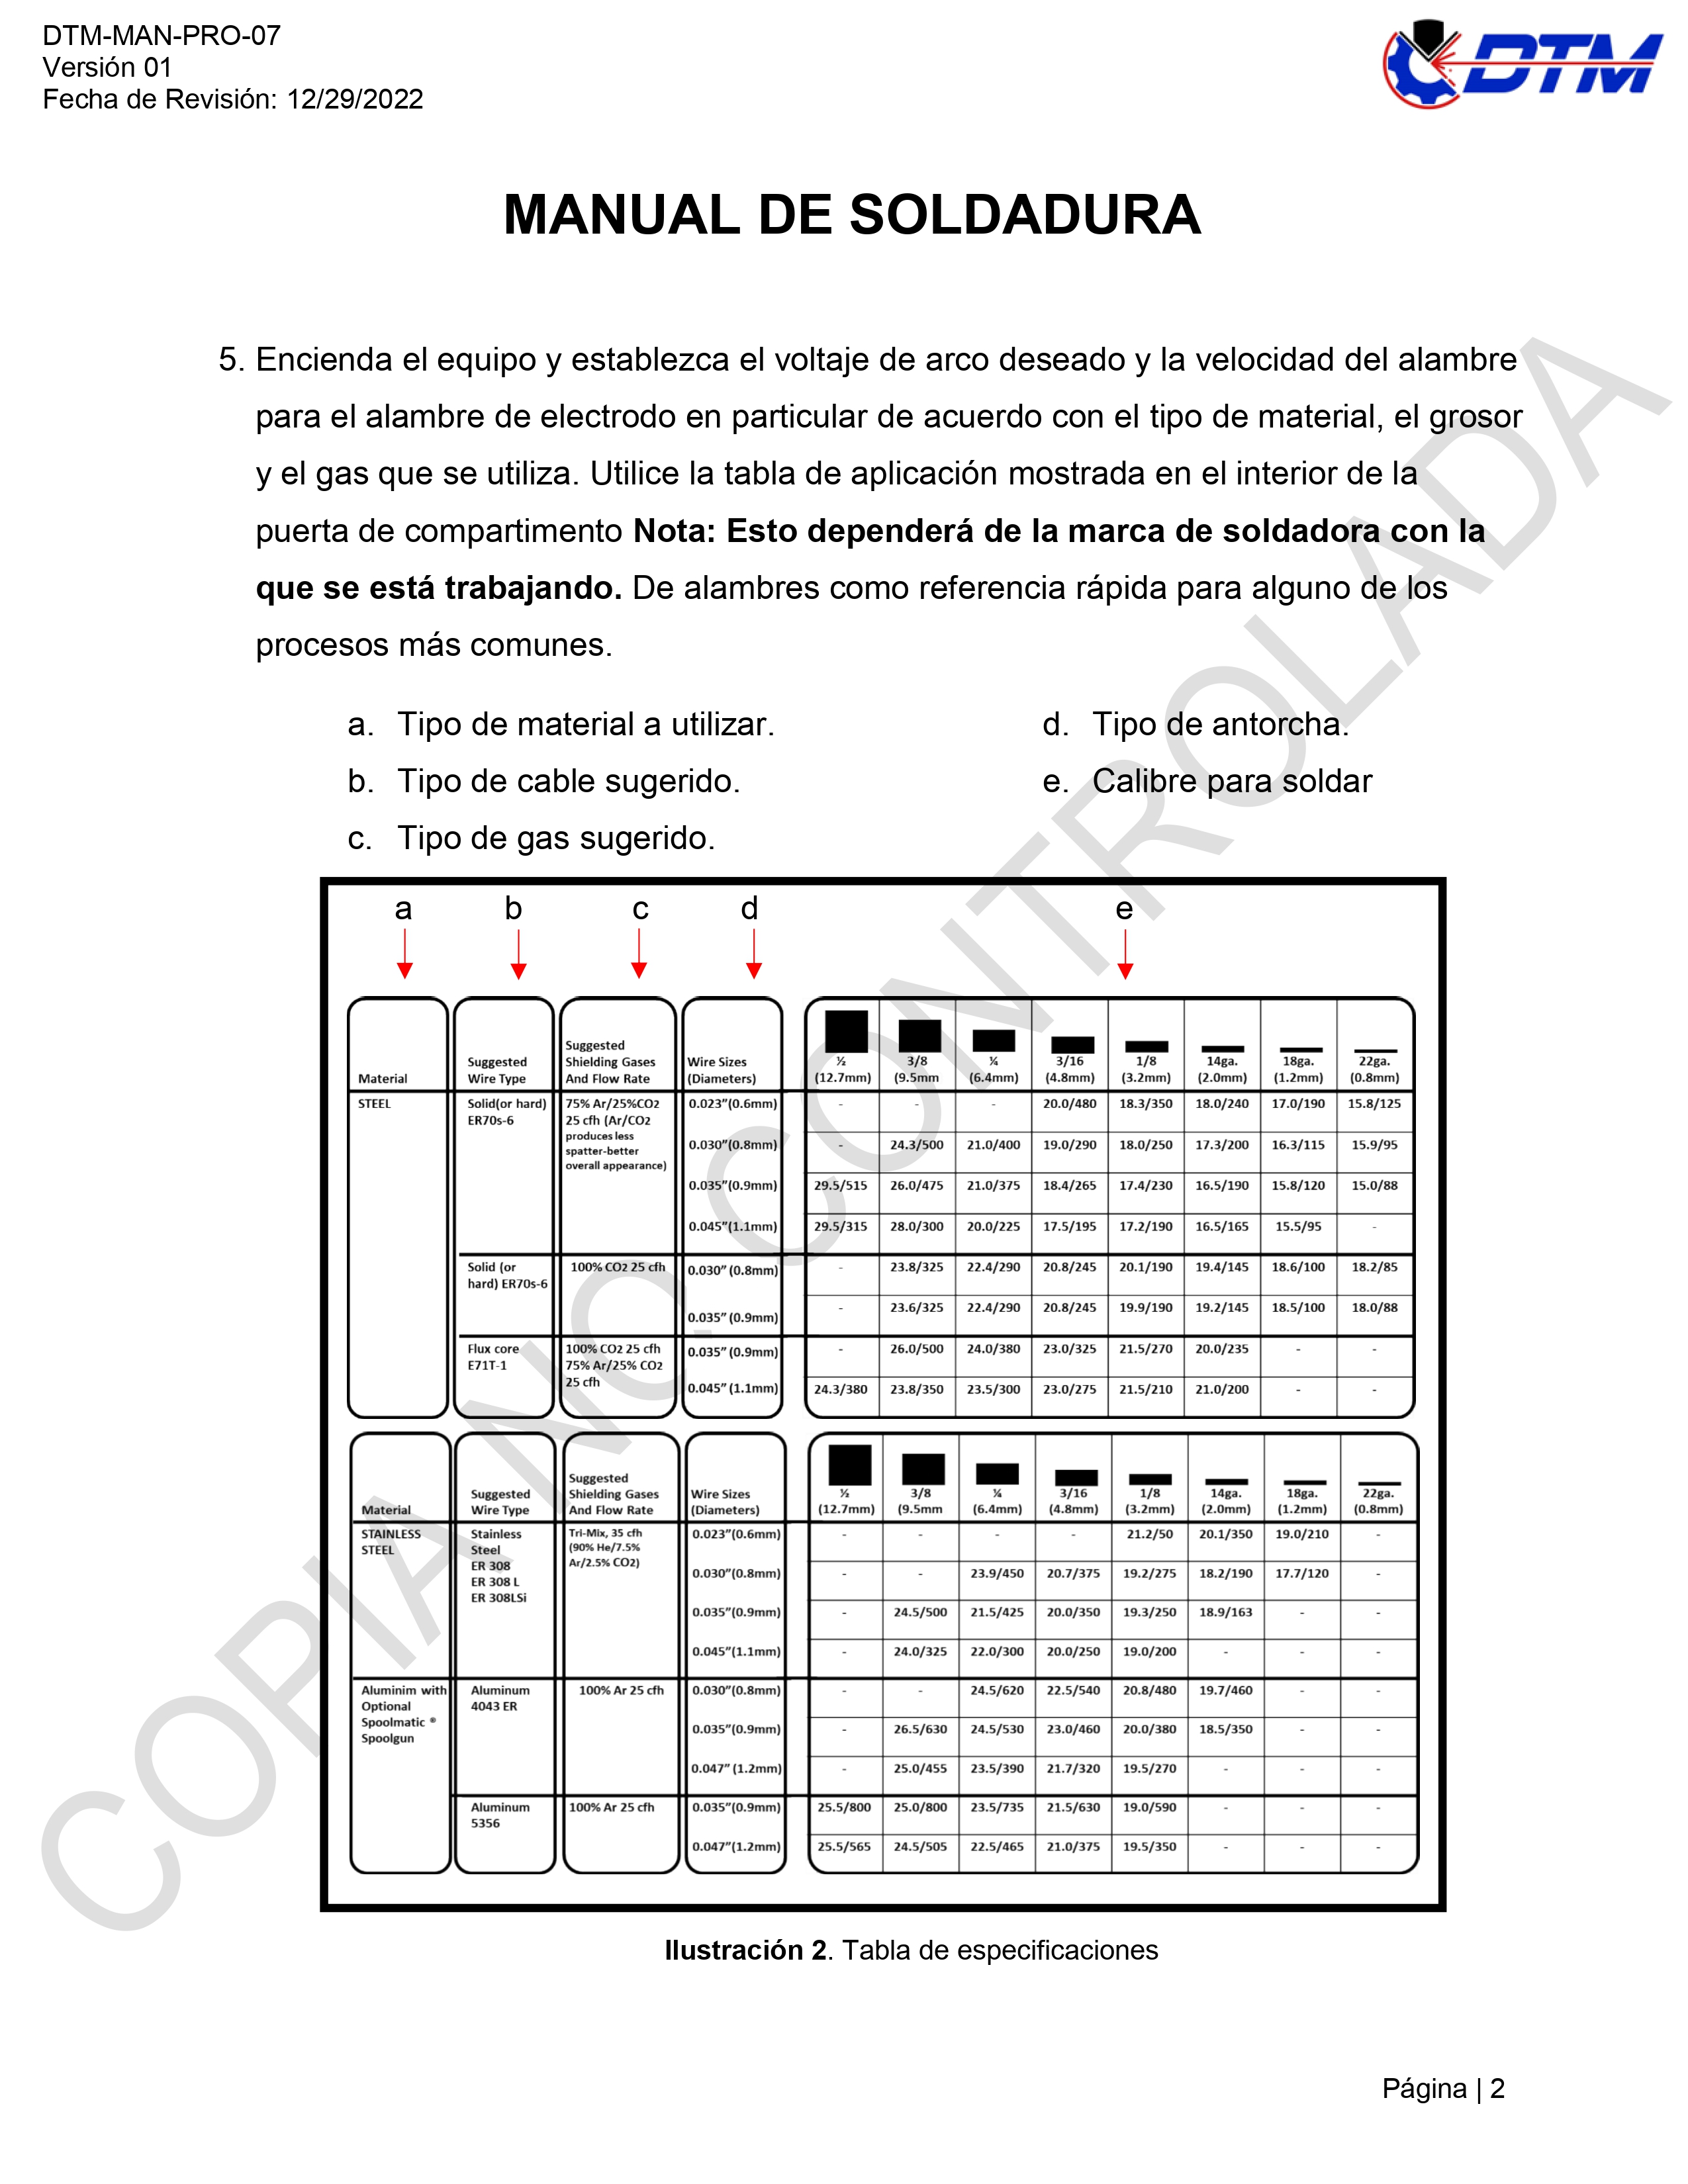 DTM-MAN-PRO-07
Versión 01
Fecha de Revisión: 12/29/2022
DTM
MANUAL DE SOLDADURA
5. Encienda el equipo y establezca el voltaje de arco deseado y la velocidad del alambre
para el alambre de electrodo en particular de acuerdo con el tipo de material, el grosor
y el gas que se utiliza. Utilice la tabla de aplicación mostrada en el interior de la
puerta de compartimento Nota: Esto dependerá de la marca de soldadora con la
que se está trabajando. De alambres como referencia rápida para alguno de los
procesos más comunes.
a. Tipo de material a utilizar.
b. Tipo de cable sugerido.
c. Tipo de gas sugerido.
d. Tipo de antorcha.
e. Calibre para soldar
a b c d e
Material
Suggested
Wire Type
Suggested
Shielding Gases
And Flow Rate
Wire Sizes
(Diameters)
½ 3/8 ¼ 3/16 1/8 14ga. 18ga. 22ga.
(12.7mm) (9.5mm (6.4mm) (4.8mm) (3.2mm) (2.0mm) (1.2mm) (0.8mm)
STEEL
Solid(or hard)
ER70s-6
75% Ar/25%CO2
25 cfh (Ar/CO2
produces less
spatter-better
overall appearance)
0.023”(0.6mm) - - - 20.0/480 18.3/350 18.0/240 17.0/190 15.8/125
0.030”(0.8mm) - 24.3/500 21.0/400 19.0/290 18.0/250 17.3/200 16.3/115 15.9/95
0.035”(0.9mm) 29.5/515 26.0/475 21.0/375 18.4/265 17.4/230 16.5/190 15.8/120 15.0/88
0.045”(1.1mm) 29.5/315 28.0/300 20.0/225 17.5/195 17.2/190 16.5/165 15.5/95 -
Solid (or
hard) ER70s-6
100% CO2 25 cfh
0.030” (0.8mm) - 23.8/325 22.4/290 20.8/245 20.1/190 19.4/145 18.6/100 18.2/85
0.035” (0.9mm) - 23.6/325 22.4/290 20.8/245 19.9/190 19.2/145 18.5/100 18.0/88
Flux core
E71T-1
100% CO2 25 cfh
75% Ar/25% CO2
25 cfh
0.035” (0.9mm) - 26.0/500 24.0/380 23.0/325 21.5/270 20.0/235 - -
0.045” (1.1mm) 24.3/380 23.8/350 23.5/300 23.0/275 21.5/210 21.0/200 - -
Material
Suggested
Wire Type
Suggested
Shielding Gases
And Flow Rate
Wire Sizes
(Diameters)
½ 3/8 ¼ 3/16 1/8 14ga. 18ga. 22ga.
(12.7mm) (9.5mm (6.4mm) (4.8mm) (3.2mm) (2.0mm) (1.2mm) (0.8mm)
STAINLESS
STEEL
Stainless
Steel
ER 308
ER 308 L
ER 308LSi
Tri-Mix, 35 cfh
(90% He/7.5%
Ar/2.5% CO2)
0.023”(0.6mm) - - - - 21.2/50 20.1/350 19.0/210 -
0.030”(0.8mm) - - 23.9/450 20.7/375 19.2/275 18.2/190 17.7/120 -
0.035”(0.9mm) - 24.5/500 21.5/425 20.0/350 19.3/250 18.9/163 - -
0.045”(1.1mm) - 24.0/325 22.0/300 20.0/250 19.0/200 - - -
Aluminim with
Optional
Spoolmatic ®
Spoolgun
Aluminum
4043 ER
100% Ar 25 cfh
0.030”(0.8mm) - - 24.5/620 22.5/540 20.8/480 19.7/460 - -
0.035”(0.9mm) - 26.5/630 24.5/530 23.0/460 20.0/380 18.5/350 - -
0.047” (1.2mm) - 25.0/455 23.5/390 21.7/320 19.5/270 - - -
Aluminum
5356
100% Ar 25 cfh
0.035”(0.9mm) 25.5/800 25.0/800 23.5/735 21.5/630 19.0/590 - - -
0.047”(1.2mm) 25.5/565 24.5/505 22.5/465 21.0/375 19.5/350 - - -
Ilustración 2. Tabla de especificaciones
Página | 2
COPIA NO CONTROLADA